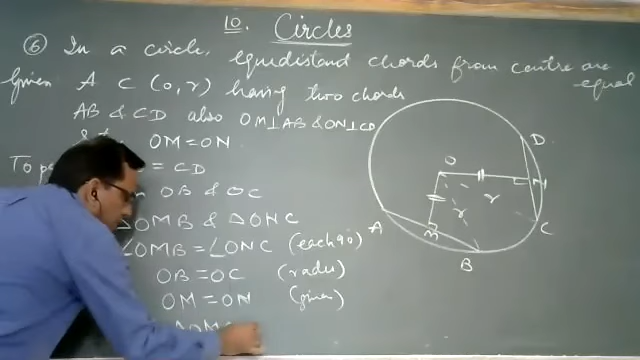 10. Circles
6 In a circle, equidistand chords from centre are equal
Given A C (O, r) having two chords
AB & CD also OM⊥AB & ON⊥CD
OM = ON
To = CD
OB & OC
△OMB & △ONC
∠OMB = ∠ONC (each 90)
OB = OC (radus)
OM = ON (given)
O
D
N
C
A
M
B
r
r